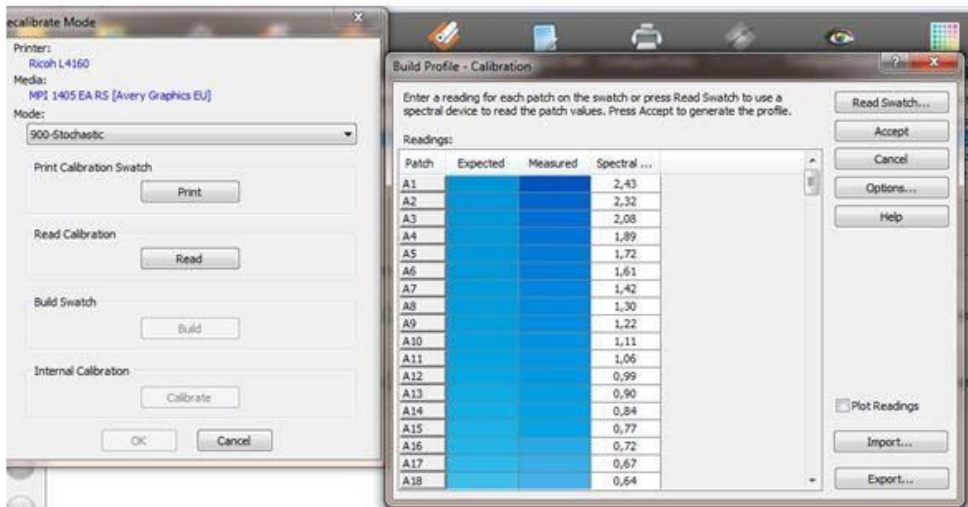 ecalibrate Mode
Printer:
Ricoh L4160
Media:
MPI 1405 EA RS [Avery Graphics EU]
Mode:
900-Stochastic
Print Calibration Swatch
Print
Read Calibration
Read
Build Swatch
Build
Internal Calibration
Calibrate
OK Cancel
Build Profile - Calibration
Enter a reading for each patch on the swatch or press Read Swatch to use a
spectral device to read the patch values. Press Accept to generate the profile.
Readings:
Patch Expected Measured Spectral ...
A1 2,43
A2 2,32
A3 2,08
A4 1,89
A5 1,72
A6 1,61
A7 1,42
A8 1,30
A9 1,22
A10 1,11
A11 1,06
A12 0,99
A13 0,90
A14 0,84
A15 0,77
A16 0,72
A17 0,67
A18 0,64
Read Swatch...
Accept
Cancel
Options...
Help
Plot Readings
Import...
Export...